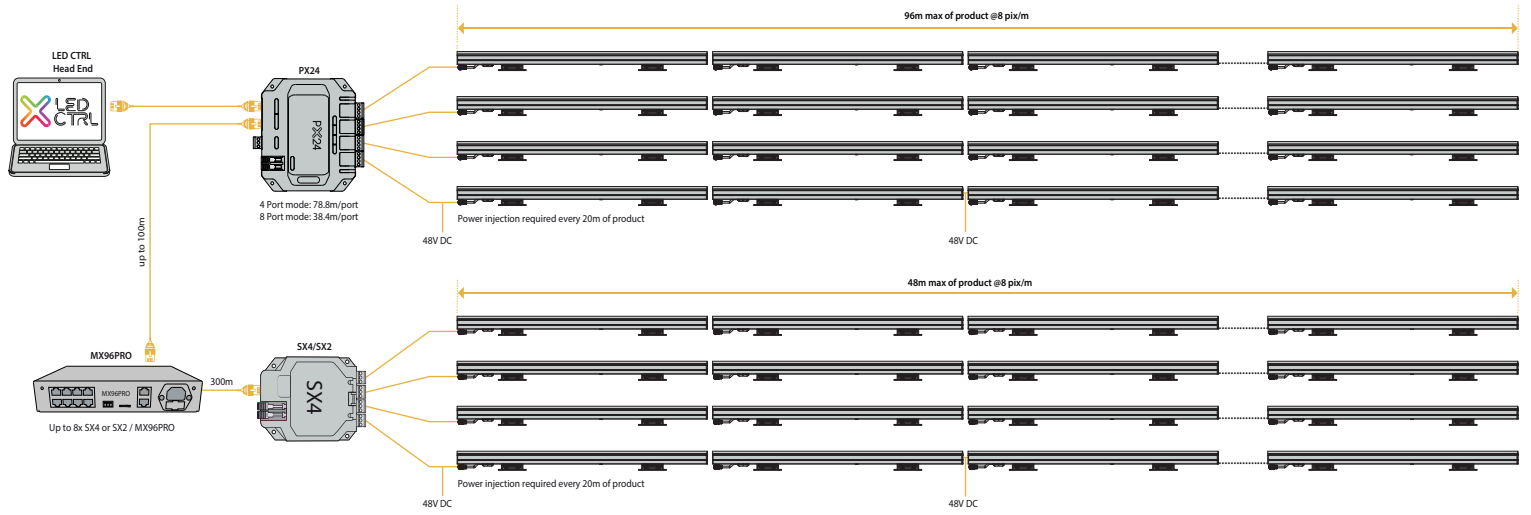 96m max of product @8 pix/m
LED CTRL
Head End
PX24
LED
CTRL
PX24
4 Port mode: 78.8m/port
8 Port mode: 38.4m/port
Power injection required every 20m of product
48V DC
48V DC
up to 100m
48m max of product @8 pix/m
MX96PRO
SX4/SX2
300m
MX96PRO
SX4
Up to 8x SX4 or SX2 / MX96PRO
Power injection required every 20m of product
48V DC
48V DC